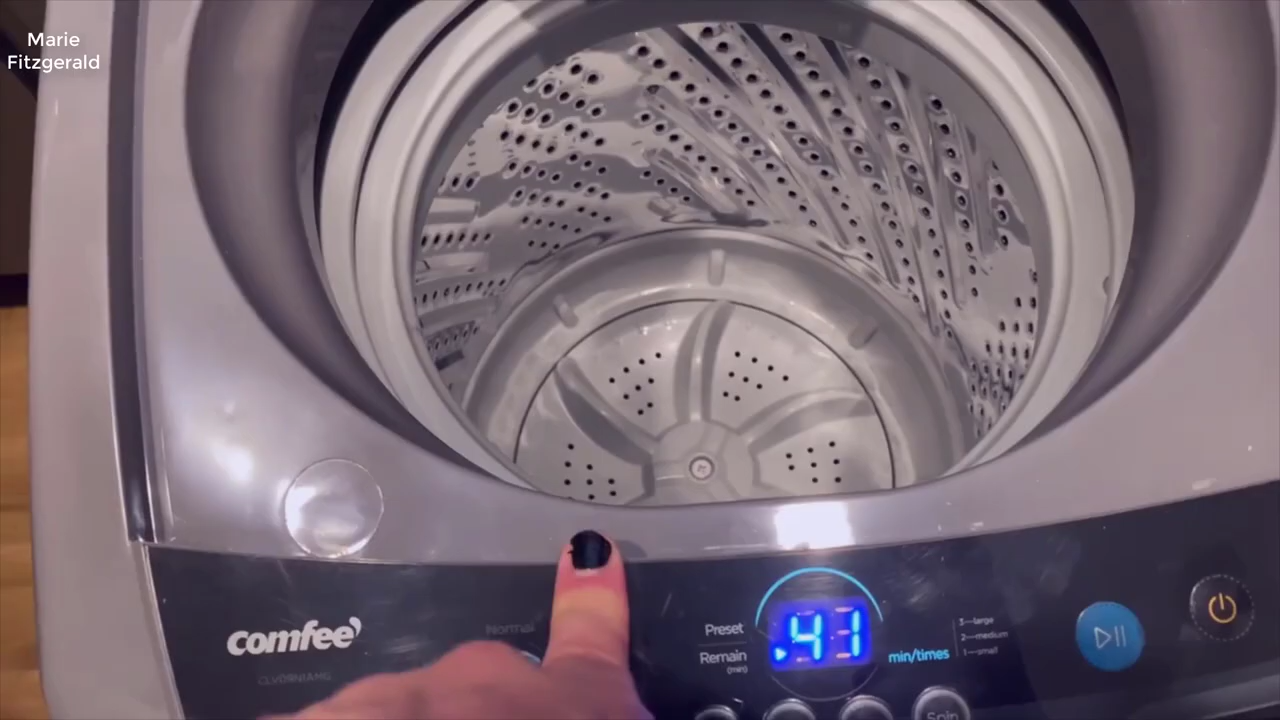 Marie
Fitzgerald
comfee'
Normal
Preset
Remain
(min)
41
min/times
3—large
2—medium
1—small
Spin